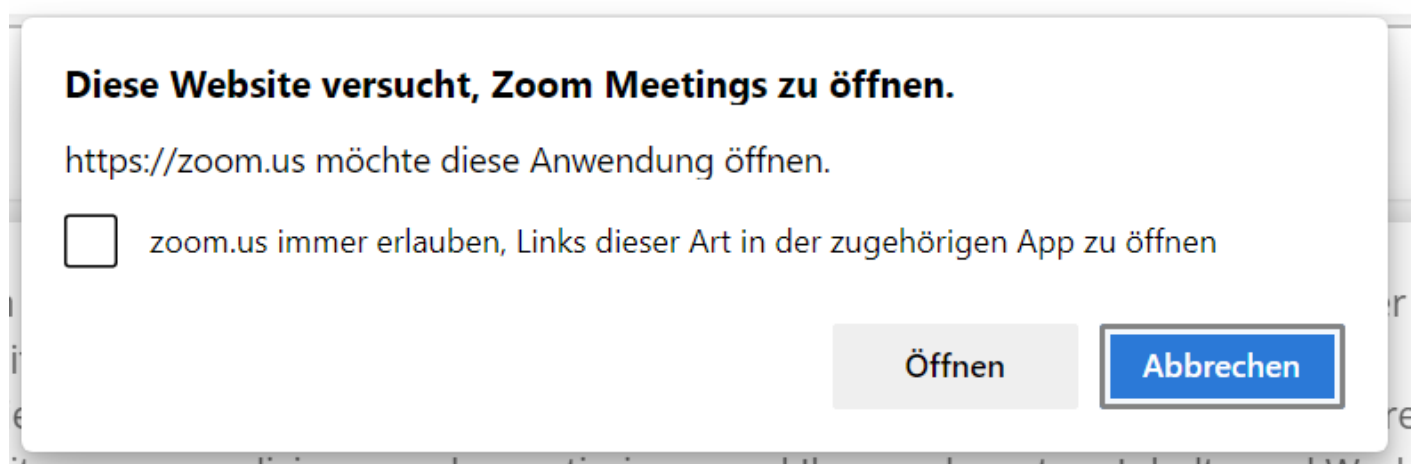 Diese Website versucht, Zoom Meetings zu öffnen.
https://zoom.us möchte diese Anwendung öffnen.
zoom.us immer erlauben, Links dieser Art in der zugehörigen App zu öffnen
Öffnen
Abbrechen